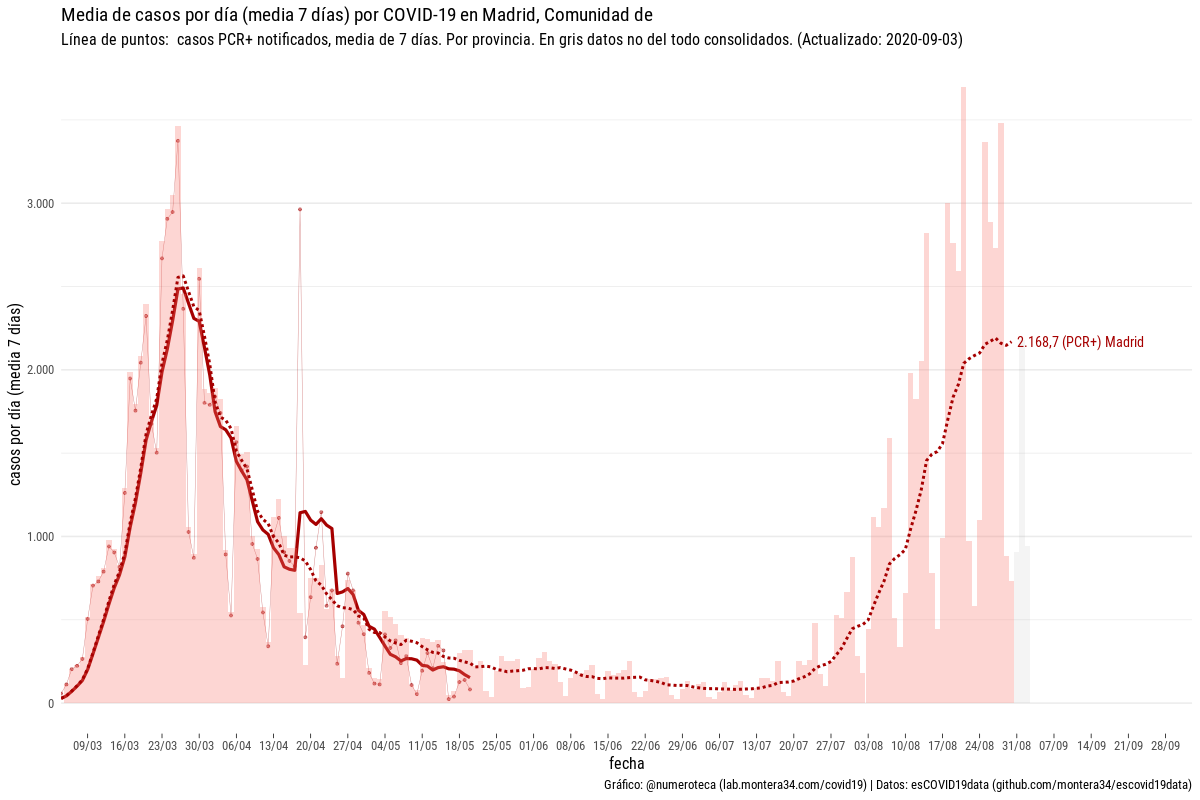 Media de casos por día (media 7 días) por COVID-19 en Madrid, Comunidad de
Línea de puntos:  casos PCR+ notificados, media de 7 días. Por provincia. En gris datos no del todo consolidados. (Actualizado: 2020-09-03)
casos por día (media 7 días)
3.000
2.000
1.000
0
2.168,7 (PCR+) Madrid
09/03 16/03 23/03 30/03 06/04 13/04 20/04 27/04 04/05 11/05 18/05 25/05 01/06 08/06 15/06 22/06 29/06 06/07 13/07 20/07 27/07 03/08 10/08 17/08 24/08 31/08 07/09 14/09 21/09 28/09
fecha
Gráfico: @numeroteca (lab.montera34.com/covid19) | Datos: esCOVID19data (github.com/montera34/escovid19data)